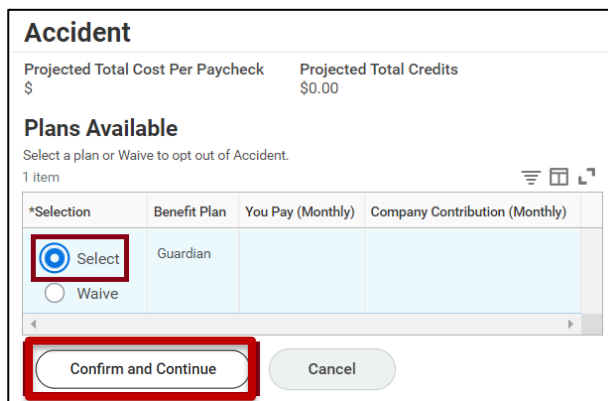 Accident
Projected Total Cost Per Paycheck Projected Total Credits
$ $0.00
Plans Available
Select a plan or Waive to opt out of Accident.
1 item
*Selection Benefit Plan You Pay (Monthly) Company Contribution (Monthly)
Select Guardian
Waive
Confirm and Continue Cancel